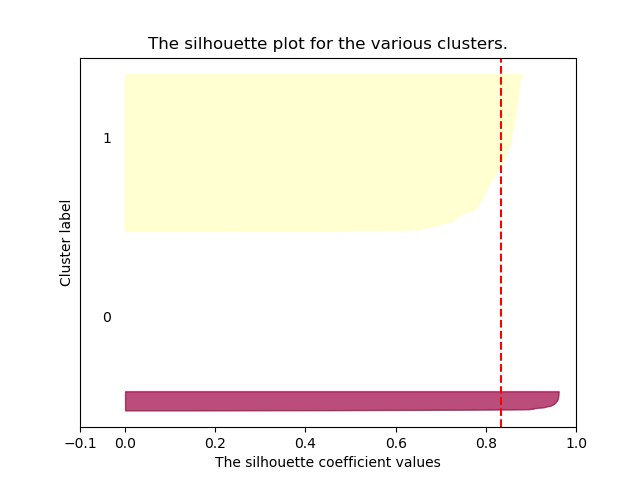 The silhouette plot for the various clusters.
1
0
Cluster label
−0.1 0.0 0.2 0.4 0.6 0.8 1.0
The silhouette coefficient values